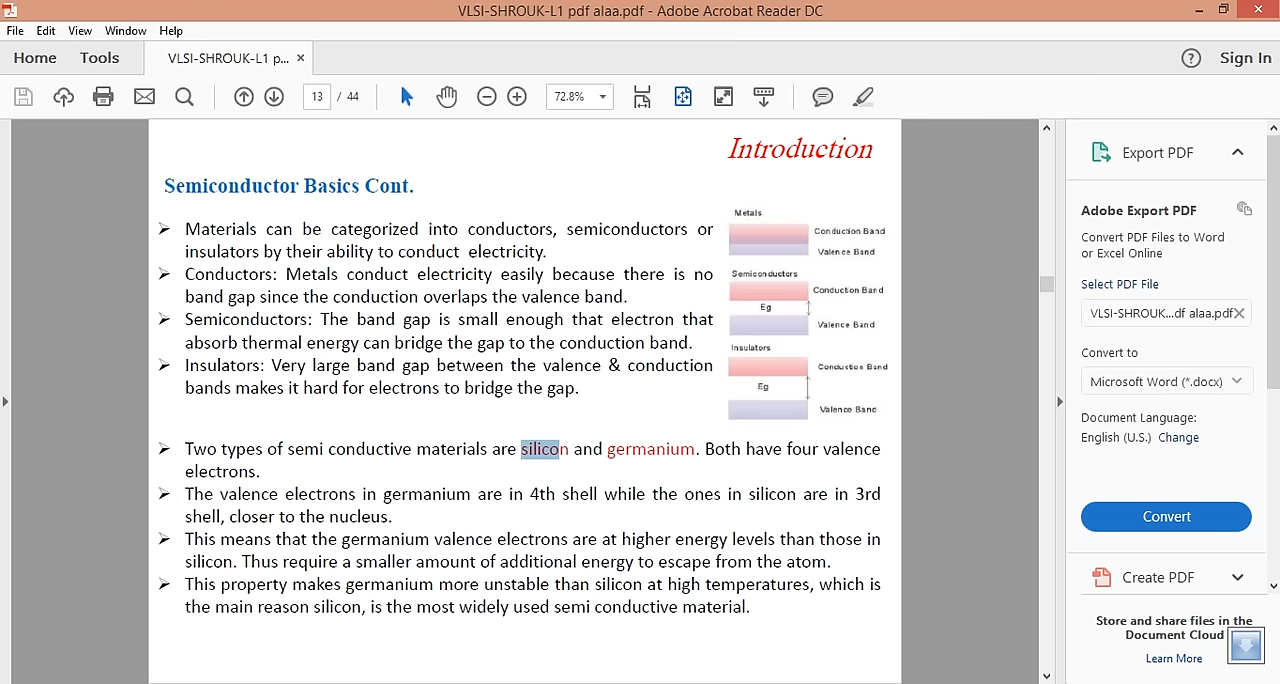 VLSI-SHROUK-L1 pdf alaa.pdf - Adobe Acrobat Reader DC
File Edit View Window Help
Home Tools VLSI-SHROUK-L1 p... × ? Sign In
13 / 44 72.8%
Introduction
Semiconductor Basics Cont.
➢ Materials can be categorized into conductors, semiconductors or
insulators by their ability to conduct electricity.
➢ Conductors: Metals conduct electricity easily because there is no
band gap since the conduction overlaps the valence band.
➢ Semiconductors: The band gap is small enough that electron that
absorb thermal energy can bridge the gap to the conduction band.
➢ Insulators: Very large band gap between the valence & conduction
bands makes it hard for electrons to bridge the gap.
Metals
Conduction Band
Valence Band
Semiconductors
Conduction Band
Eg
Valence Band
Insulators
Conduction Band
Eg
Valence Band
➢ Two types of semi conductive materials are silicon and germanium. Both have four valence
electrons.
➢ The valence electrons in germanium are in 4th shell while the ones in silicon are in 3rd
shell, closer to the nucleus.
➢ This means that the germanium valence electrons are at higher energy levels than those in
silicon. Thus require a smaller amount of additional energy to escape from the atom.
➢ This property makes germanium more unstable than silicon at high temperatures, which is
the main reason silicon, is the most widely used semi conductive material.
Export PDF
Adobe Export PDF
Convert PDF Files to Word
or Excel Online
Select PDF File
VLSI-SHROUK...df alaa.pdf
Convert to
Microsoft Word (*.docx)
Document Language:
English (U.S.) Change
Convert
Create PDF
Store and share files in the
Document Cloud
Learn More